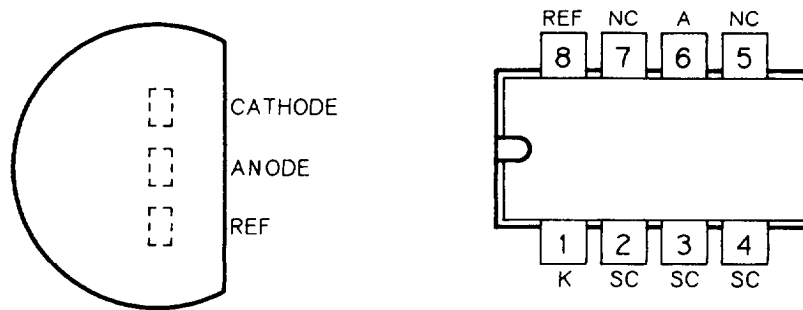 CATHODE
ANODE
REF
REF NC A NC
8 7 6 5
1 2 3 4
K SC SC SC